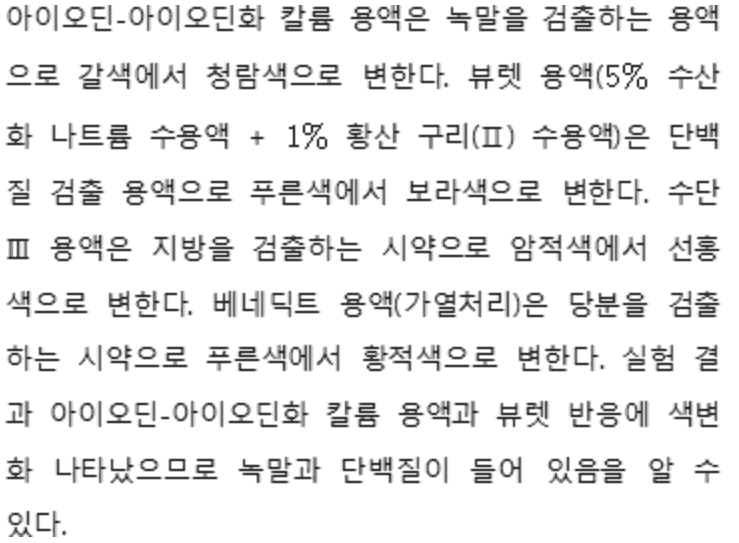 아이오딘-아이오딘화 칼륨 용액은 녹말을 검출하는 용액
으로 갈색에서 청람색으로 변한다. 뷰렛 용액(5% 수산
화 나트륨 수용액 + 1% 황산 구리(Ⅱ) 수용액)은 단백
질 검출 용액으로 푸른색에서 보라색으로 변한다. 수단
Ⅲ 용액은 지방을 검출하는 시약으로 암적색에서 선홍
색으로 변한다. 베네딕트 용액(가열처리)은 당분을 검출
하는 시약으로 푸른색에서 황적색으로 변한다. 실험 결
과 아이오딘-아이오딘화 칼륨 용액과 뷰렛 반응에 색변
화 나타났으므로 녹말과 단백질이 들어 있음을 알 수
있다.